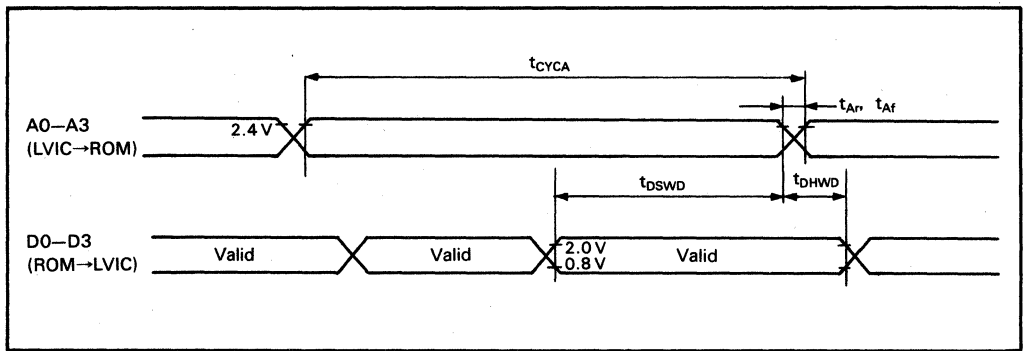 tCYCA
tAr, tAf
A0—A3
(LVIC→ROM)
2.4 V
tDSWD
tDHWD
D0—D3
(ROM→LVIC)
Valid
Valid
2.0 V
0.8 V
Valid